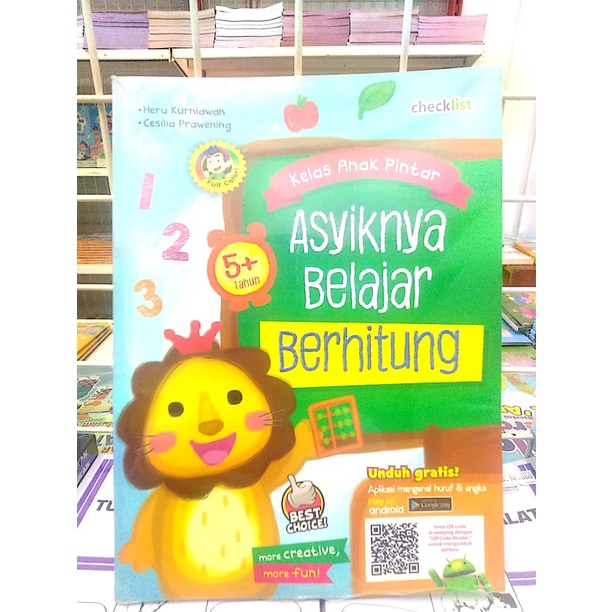 • Heru Kurniawan
• Cesilia Prawening
checklist
Full Color!
Kelas Anak Pintar
1
2
3
5+
Tahun
Asyiknya
Belajar
Berhitung
Unduh gratis!
Aplikasi mengenal huruf & angka
Play on
android
Google play
BEST
CHOICE!
more creative,
more fun!